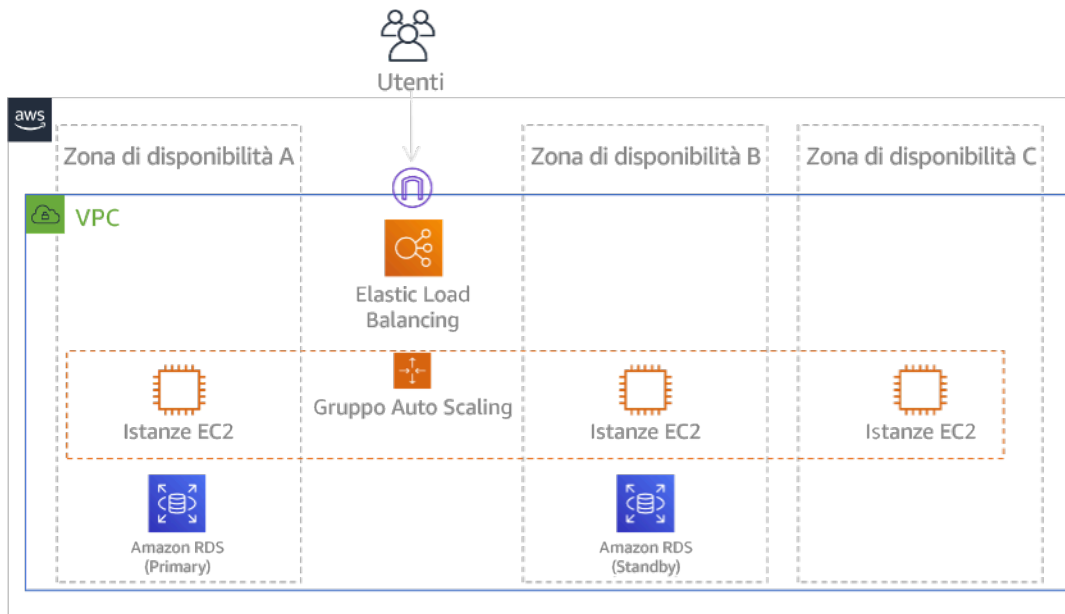 Utenti
aws
Zona di disponibilità A
Zona di disponibilità B
Zona di disponibilità C
VPC
Elastic Load
Balancing
Gruppo Auto Scaling
Istanze EC2
Istanze EC2
Istanze EC2
Amazon RDS
(Primary)
Amazon RDS
(Standby)